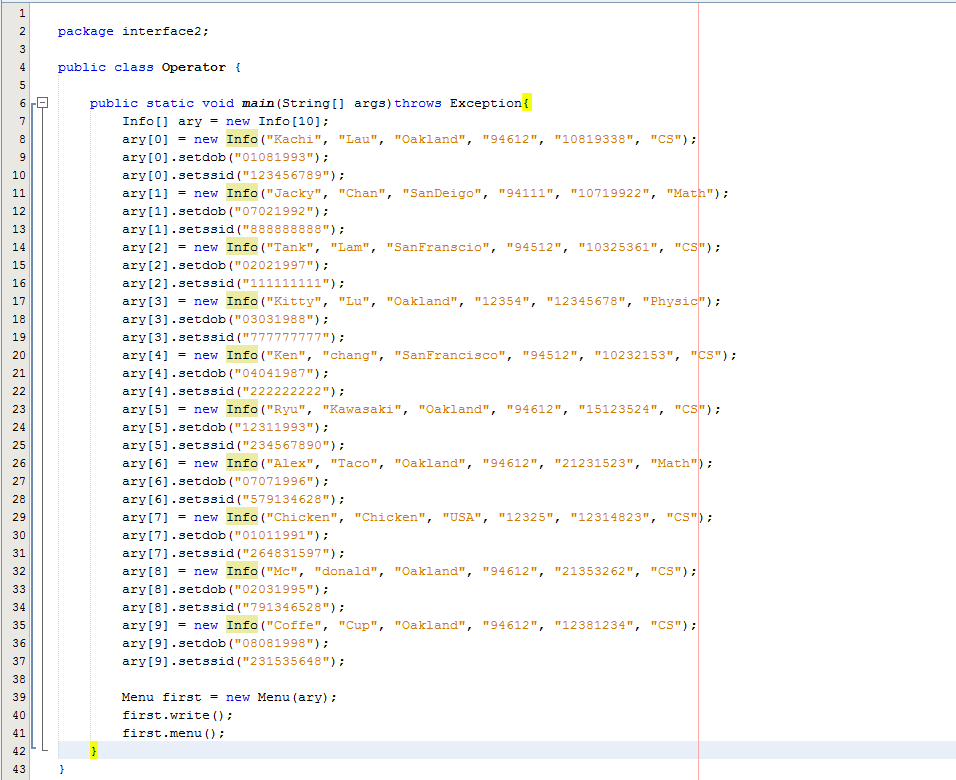 1
2 package interface2;
3
4 public class Operator {
5
6 public static void main(String[] args)throws Exception{
7 Info[] ary = new Info[10];
8 ary[0] = new Info("Kachi", "Lau", "Oakland", "94612", "10819338", "CS");
9 ary[0].setdob("01081993");
10 ary[0].setssid("123456789");
11 ary[1] = new Info("Jacky", "Chan", "SanDeigo", "94111", "10719922", "Math");
12 ary[1].setdob("07021992");
13 ary[1].setssid("888888888");
14 ary[2] = new Info("Tank", "Lam", "SanFranscio", "94512", "10325361", "CS");
15 ary[2].setdob("02021997");
16 ary[2].setssid("111111111");
17 ary[3] = new Info("Kitty", "Lu", "Oakland", "12354", "12345678", "Physic");
18 ary[3].setdob("03031988");
19 ary[3].setssid("777777777");
20 ary[4] = new Info("Ken", "chang", "SanFrancisco", "94512", "10232153", "CS");
21 ary[4].setdob("04041987");
22 ary[4].setssid("222222222");
23 ary[5] = new Info("Ryu", "Kawasaki", "Oakland", "94612", "15123524", "CS");
24 ary[5].setdob("12311993");
25 ary[5].setssid("234567890");
26 ary[6] = new Info("Alex", "Taco", "Oakland", "94612", "21231523", "Math");
27 ary[6].setdob("07071996");
28 ary[6].setssid("579134628");
29 ary[7] = new Info("Chicken", "Chicken", "USA", "12325", "12314823", "CS");
30 ary[7].setdob("01011991");
31 ary[7].setssid("264831597");
32 ary[8] = new Info("Mc", "donald", "Oakland", "94612", "21353262", "CS");
33 ary[8].setdob("02031995");
34 ary[8].setssid("791346528");
35 ary[9] = new Info("Coffe", "Cup", "Oakland", "94612", "12381234", "CS");
36 ary[9].setdob("08081998");
37 ary[9].setssid("231535648");
38
39 Menu first = new Menu(ary);
40 first.write();
41 first.menu();
42 }
43 }